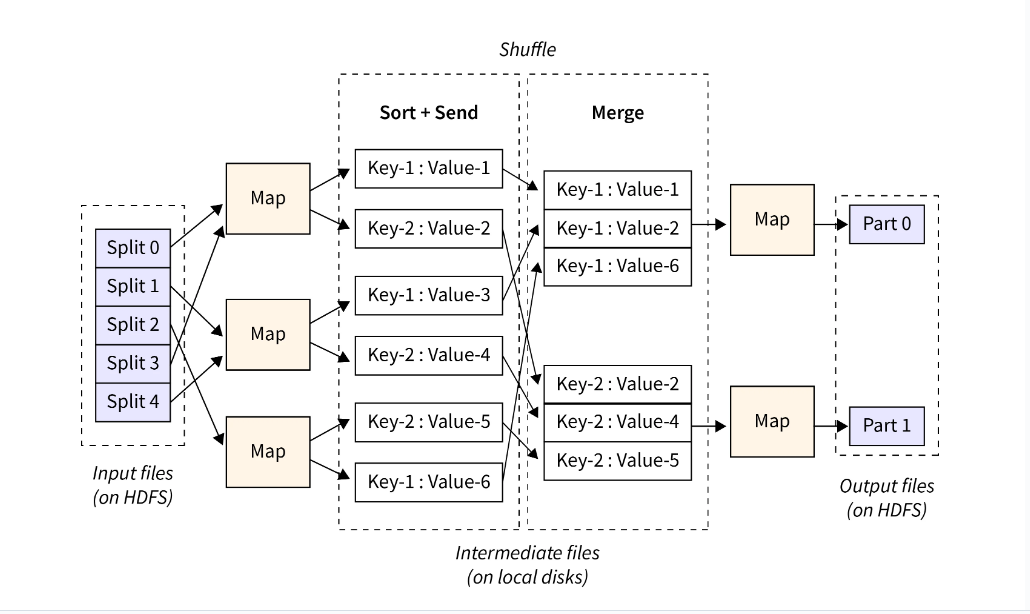 Shuffle
Sort + Send
Merge
Split 0
Split 1
Split 2
Split 3
Split 4
Input files
(on HDFS)
Map
Map
Map
Key-1 : Value-1
Key-2 : Value-2
Key-1 : Value-3
Key-2 : Value-4
Key-2 : Value-5
Key-1 : Value-6
Key-1 : Value-1
Key-1 : Value-2
Key-1 : Value-6
Key-2 : Value-2
Key-2 : Value-4
Key-2 : Value-5
Map
Map
Part 0
Part 1
Output files
(on HDFS)
Intermediate files
(on local disks)